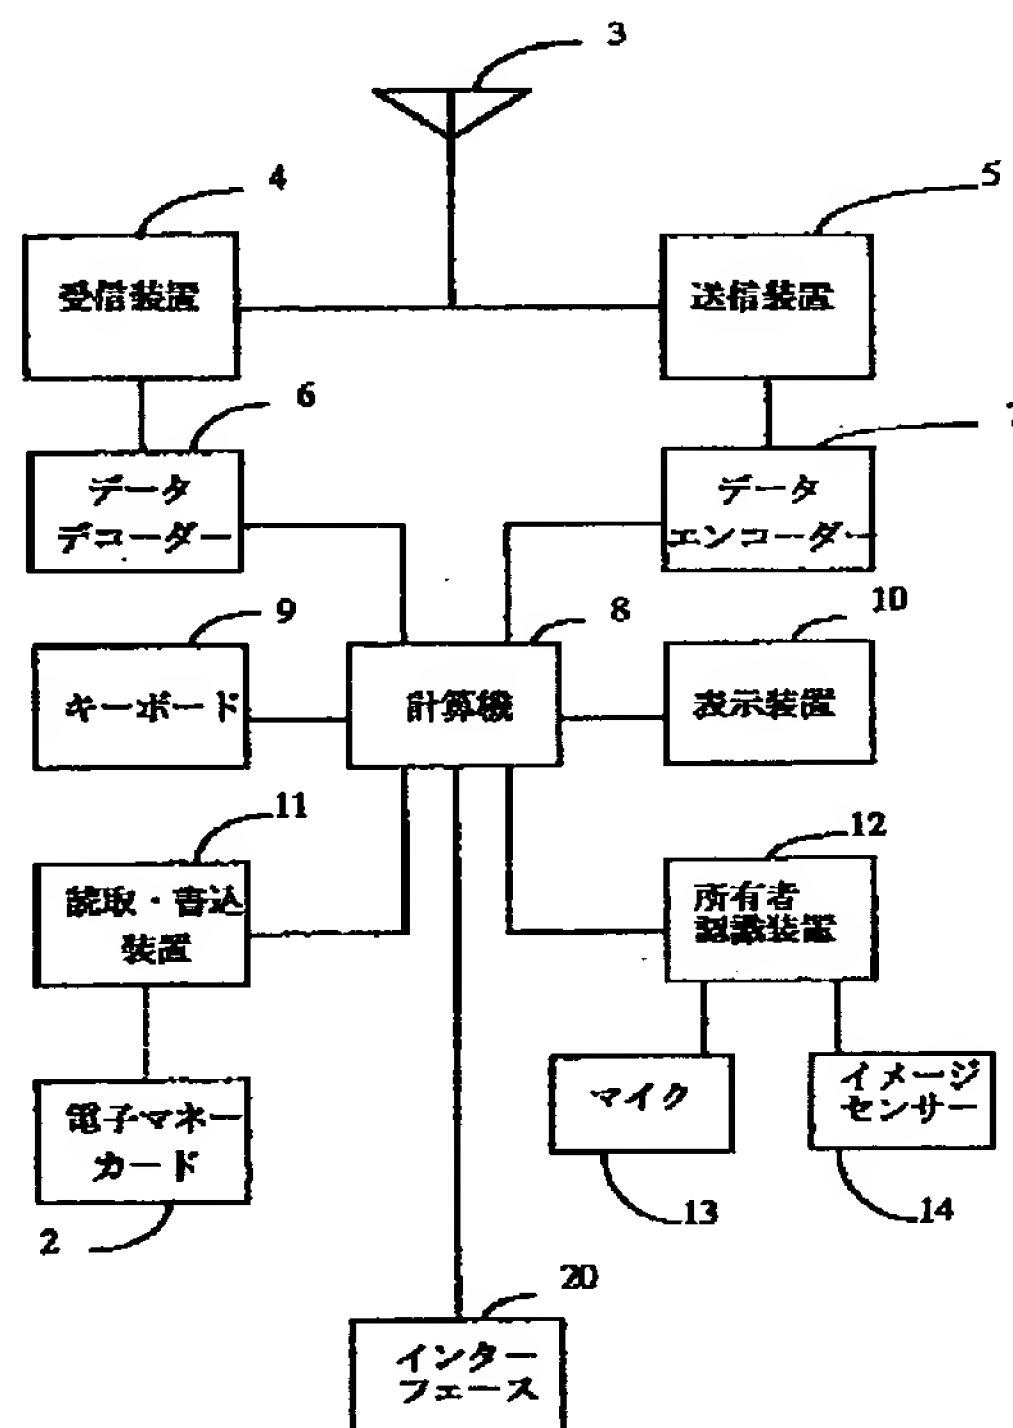 3
4
5
受信装置
送信装置
6
データ
デコーダー
データ
エンコーダー
9
8
10
キーボード
計算機
表示装置
11
12
読取・書込
装置
所有者
認識装置
電子マネー
カード
マイク
イメージ
センサー
2
13
14
20
インター
フェース